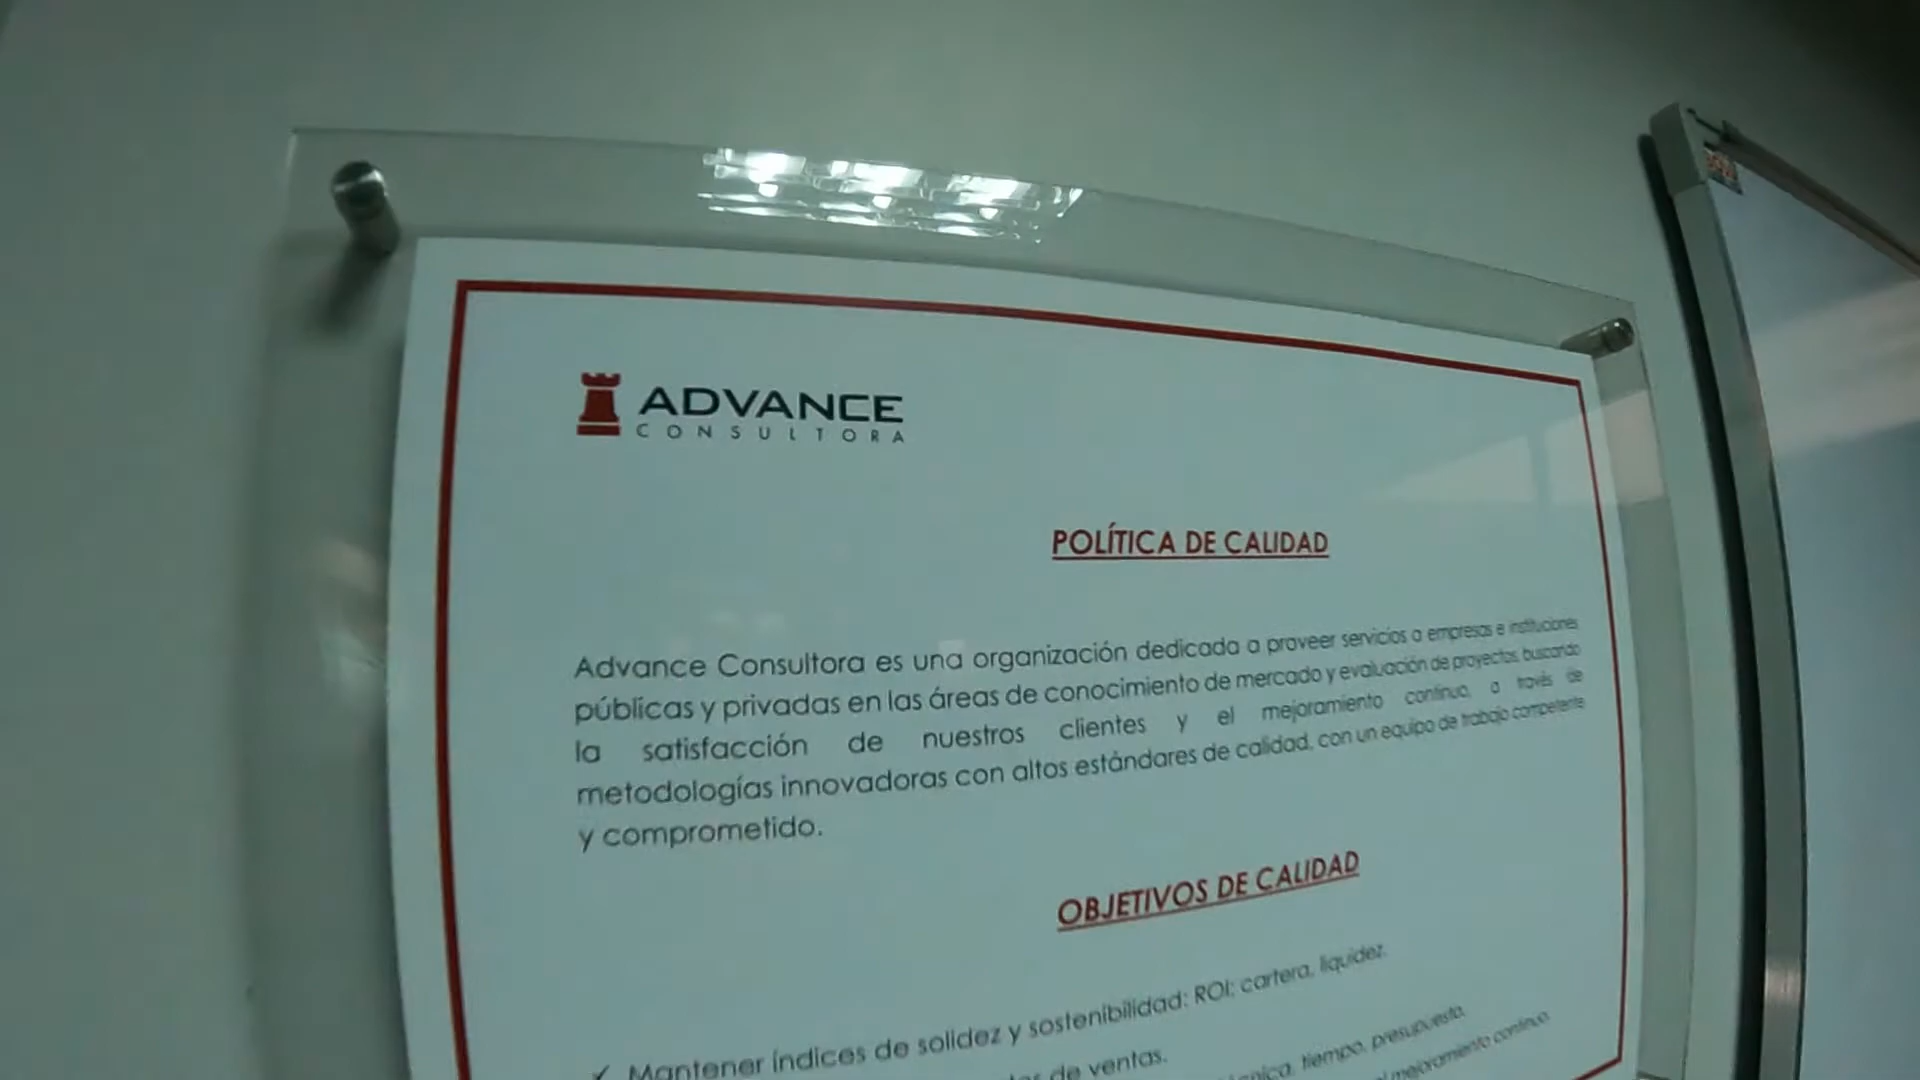 ADVANCE
CONSULTORA
POLÍTICA DE CALIDAD
Advance Consultora es una organización dedicada a proveer servicios a empresas e instituciones
públicas y privadas en las áreas de conocimiento de mercado y evaluación de proyectos, buscando
la satisfacción de nuestros clientes y el mejoramiento continuo, a través de
metodologías innovadoras con altos estándares de calidad, con un equipo de trabajo competente
y comprometido.
OBJETIVOS DE CALIDAD
✓ Mantener índices de solidez y sostenibilidad: ROI; cartera, liquidez.
de ventas.
tiempo, presupuesto.
mejoramiento continuo.